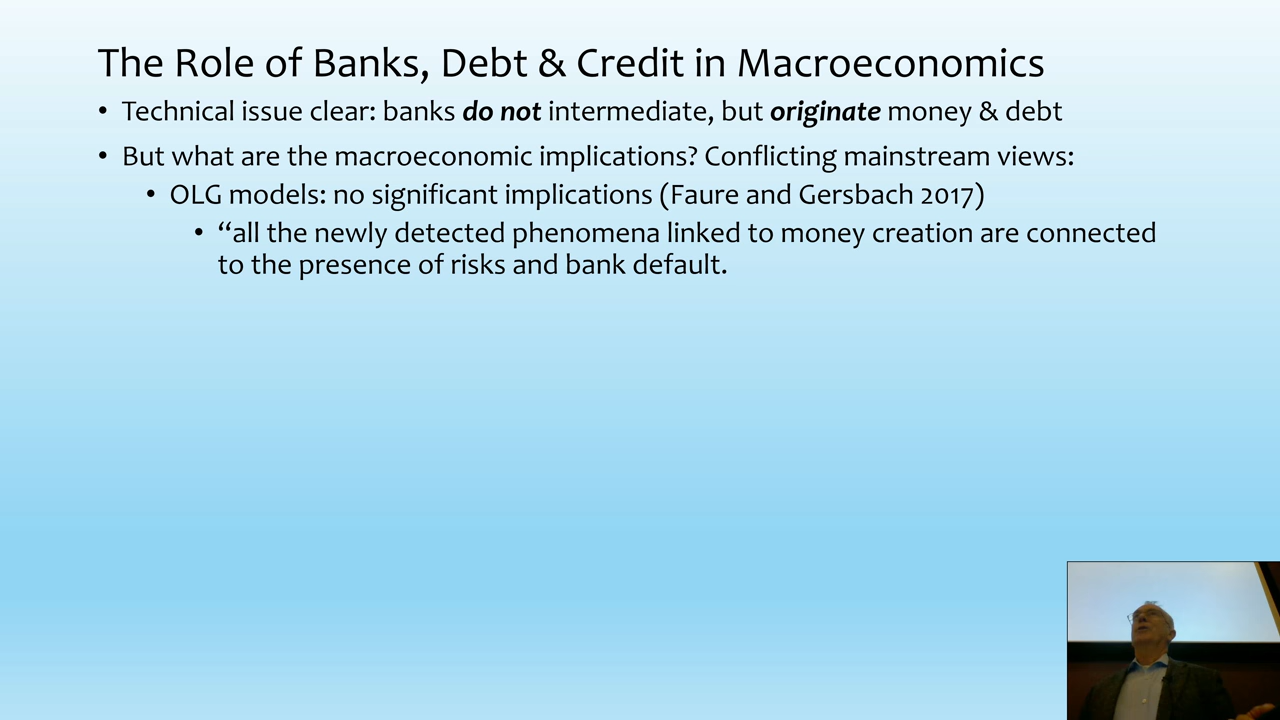 The Role of Banks, Debt & Credit in Macroeconomics
• Technical issue clear: banks do not intermediate, but originate money & debt
• But what are the macroeconomic implications? Conflicting mainstream views:
• OLG models: no significant implications (Faure and Gersbach 2017)
• “all the newly detected phenomena linked to money creation are connected
to the presence of risks and bank default.